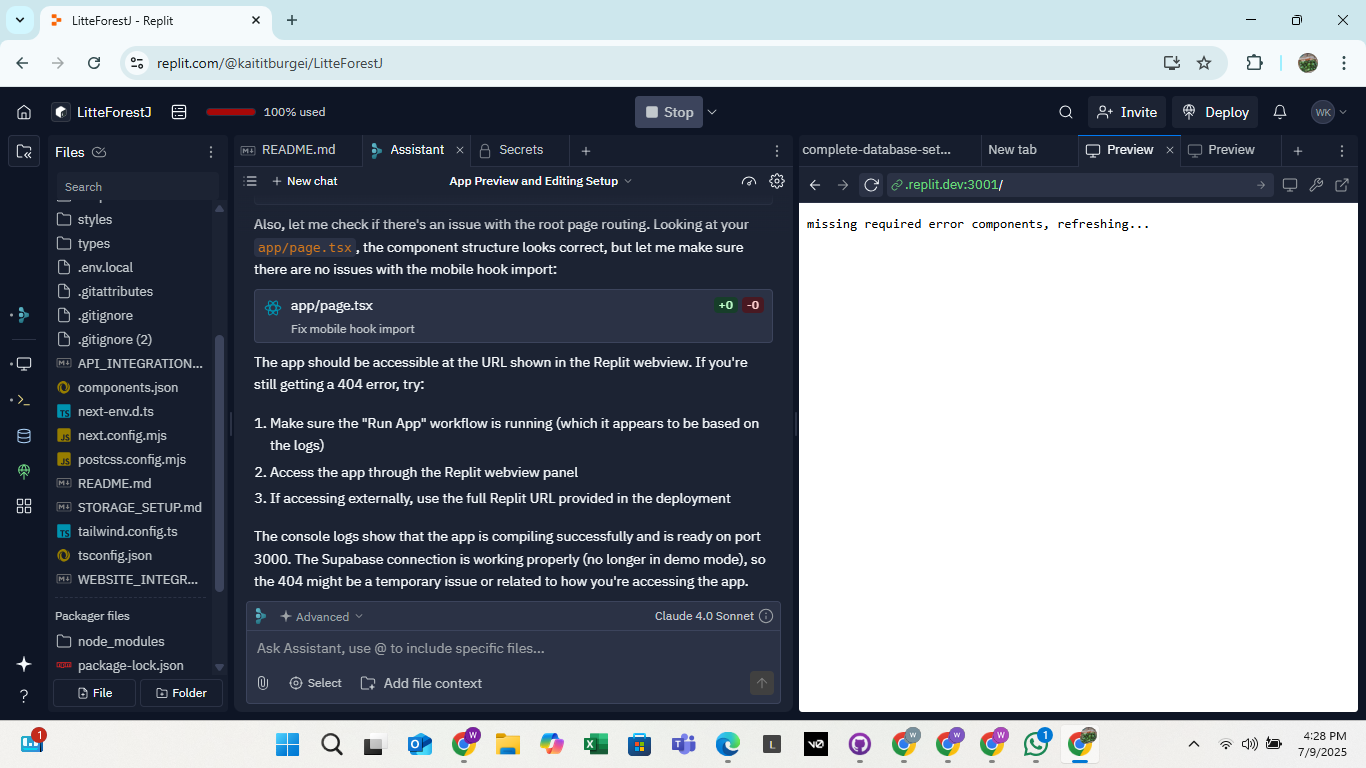 LitteForestJ - Replit
replit.com/@kaititburgei/LitteForestJ
LitteForestJ
100% used
Stop
Invite
Deploy
WK
Files
Search
styles
types
.env.local
.gitattributes
.gitignore
.gitignore (2)
API_INTEGRATION...
components.json
next-env.d.ts
next.config.mjs
postcss.config.mjs
README.md
STORAGE_SETUP.md
tailwind.config.ts
tsconfig.json
WEBSITE_INTEGR...
Packager files
node_modules
package-lock.json
File
Folder
README.md
Assistant
Secrets
New chat
App Preview and Editing Setup
Also, let me check if there's an issue with the root page routing. Looking at your
app/page.tsx, the component structure looks correct, but let me make sure
there are no issues with the mobile hook import:
app/page.tsx
+0 -0
Fix mobile hook import
The app should be accessible at the URL shown in the Replit webview. If you're
still getting a 404 error, try:
1. Make sure the "Run App" workflow is running (which it appears to be based on
the logs)
2. Access the app through the Replit webview panel
3. If accessing externally, use the full Replit URL provided in the deployment
The console logs show that the app is compiling successfully and is ready on port
3000. The Supabase connection is working properly (no longer in demo mode), so
the 404 might be a temporary issue or related to how you're accessing the app.
Advanced
Claude 4.0 Sonnet
Ask Assistant, use @ to include specific files...
Select
Add file context
complete-database-set...
New tab
Preview
Preview
.replit.dev:3001/
missing required error components, refreshing...
4:28 PM
7/9/2025